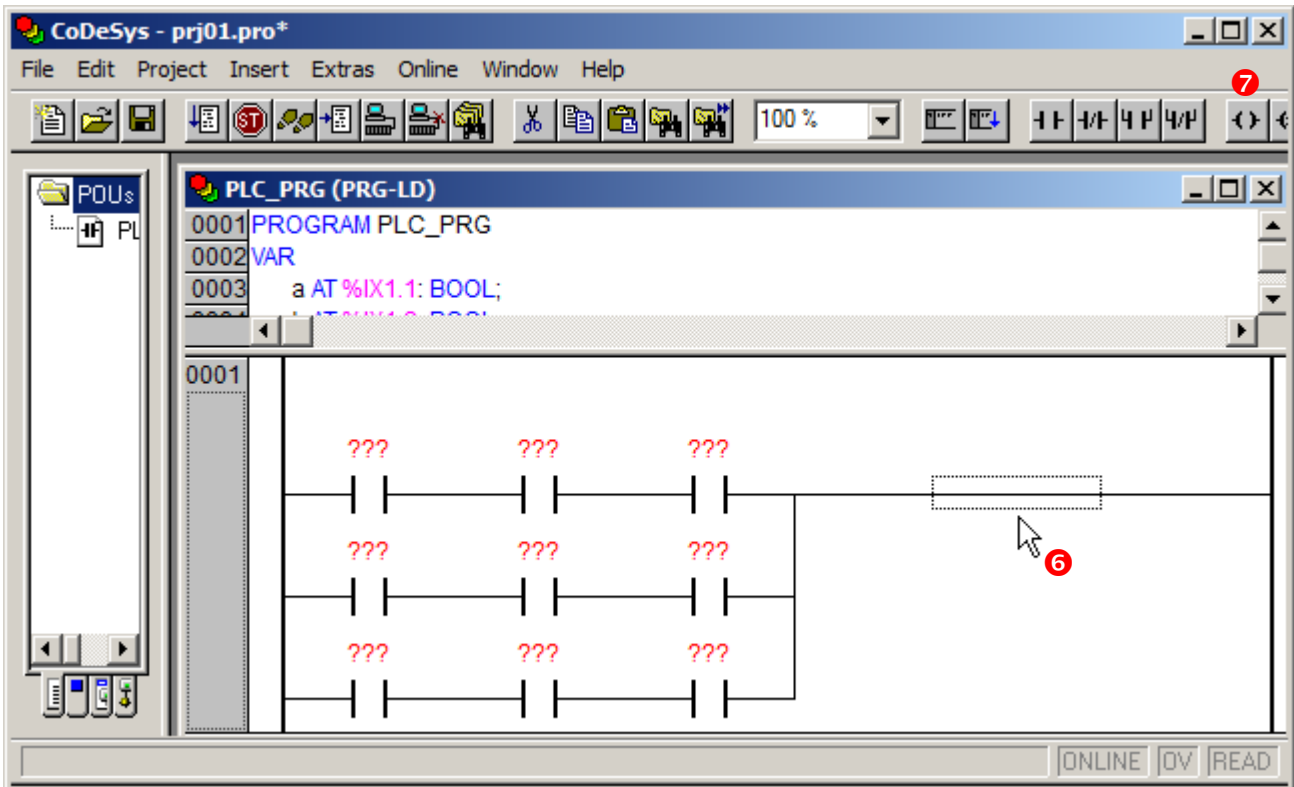 CoDeSys - prj01.pro*
File Edit Project Insert Extras Online Window Help
7
ST
100 %
POUs
PL
PLC_PRG (PRG-LD)
0001 PROGRAM PLC_PRG
0002 VAR
0003 a AT %IX1.1: BOOL;
0001
??? ??? ???
6
??? ??? ???
??? ??? ???
ONLINE OV READ